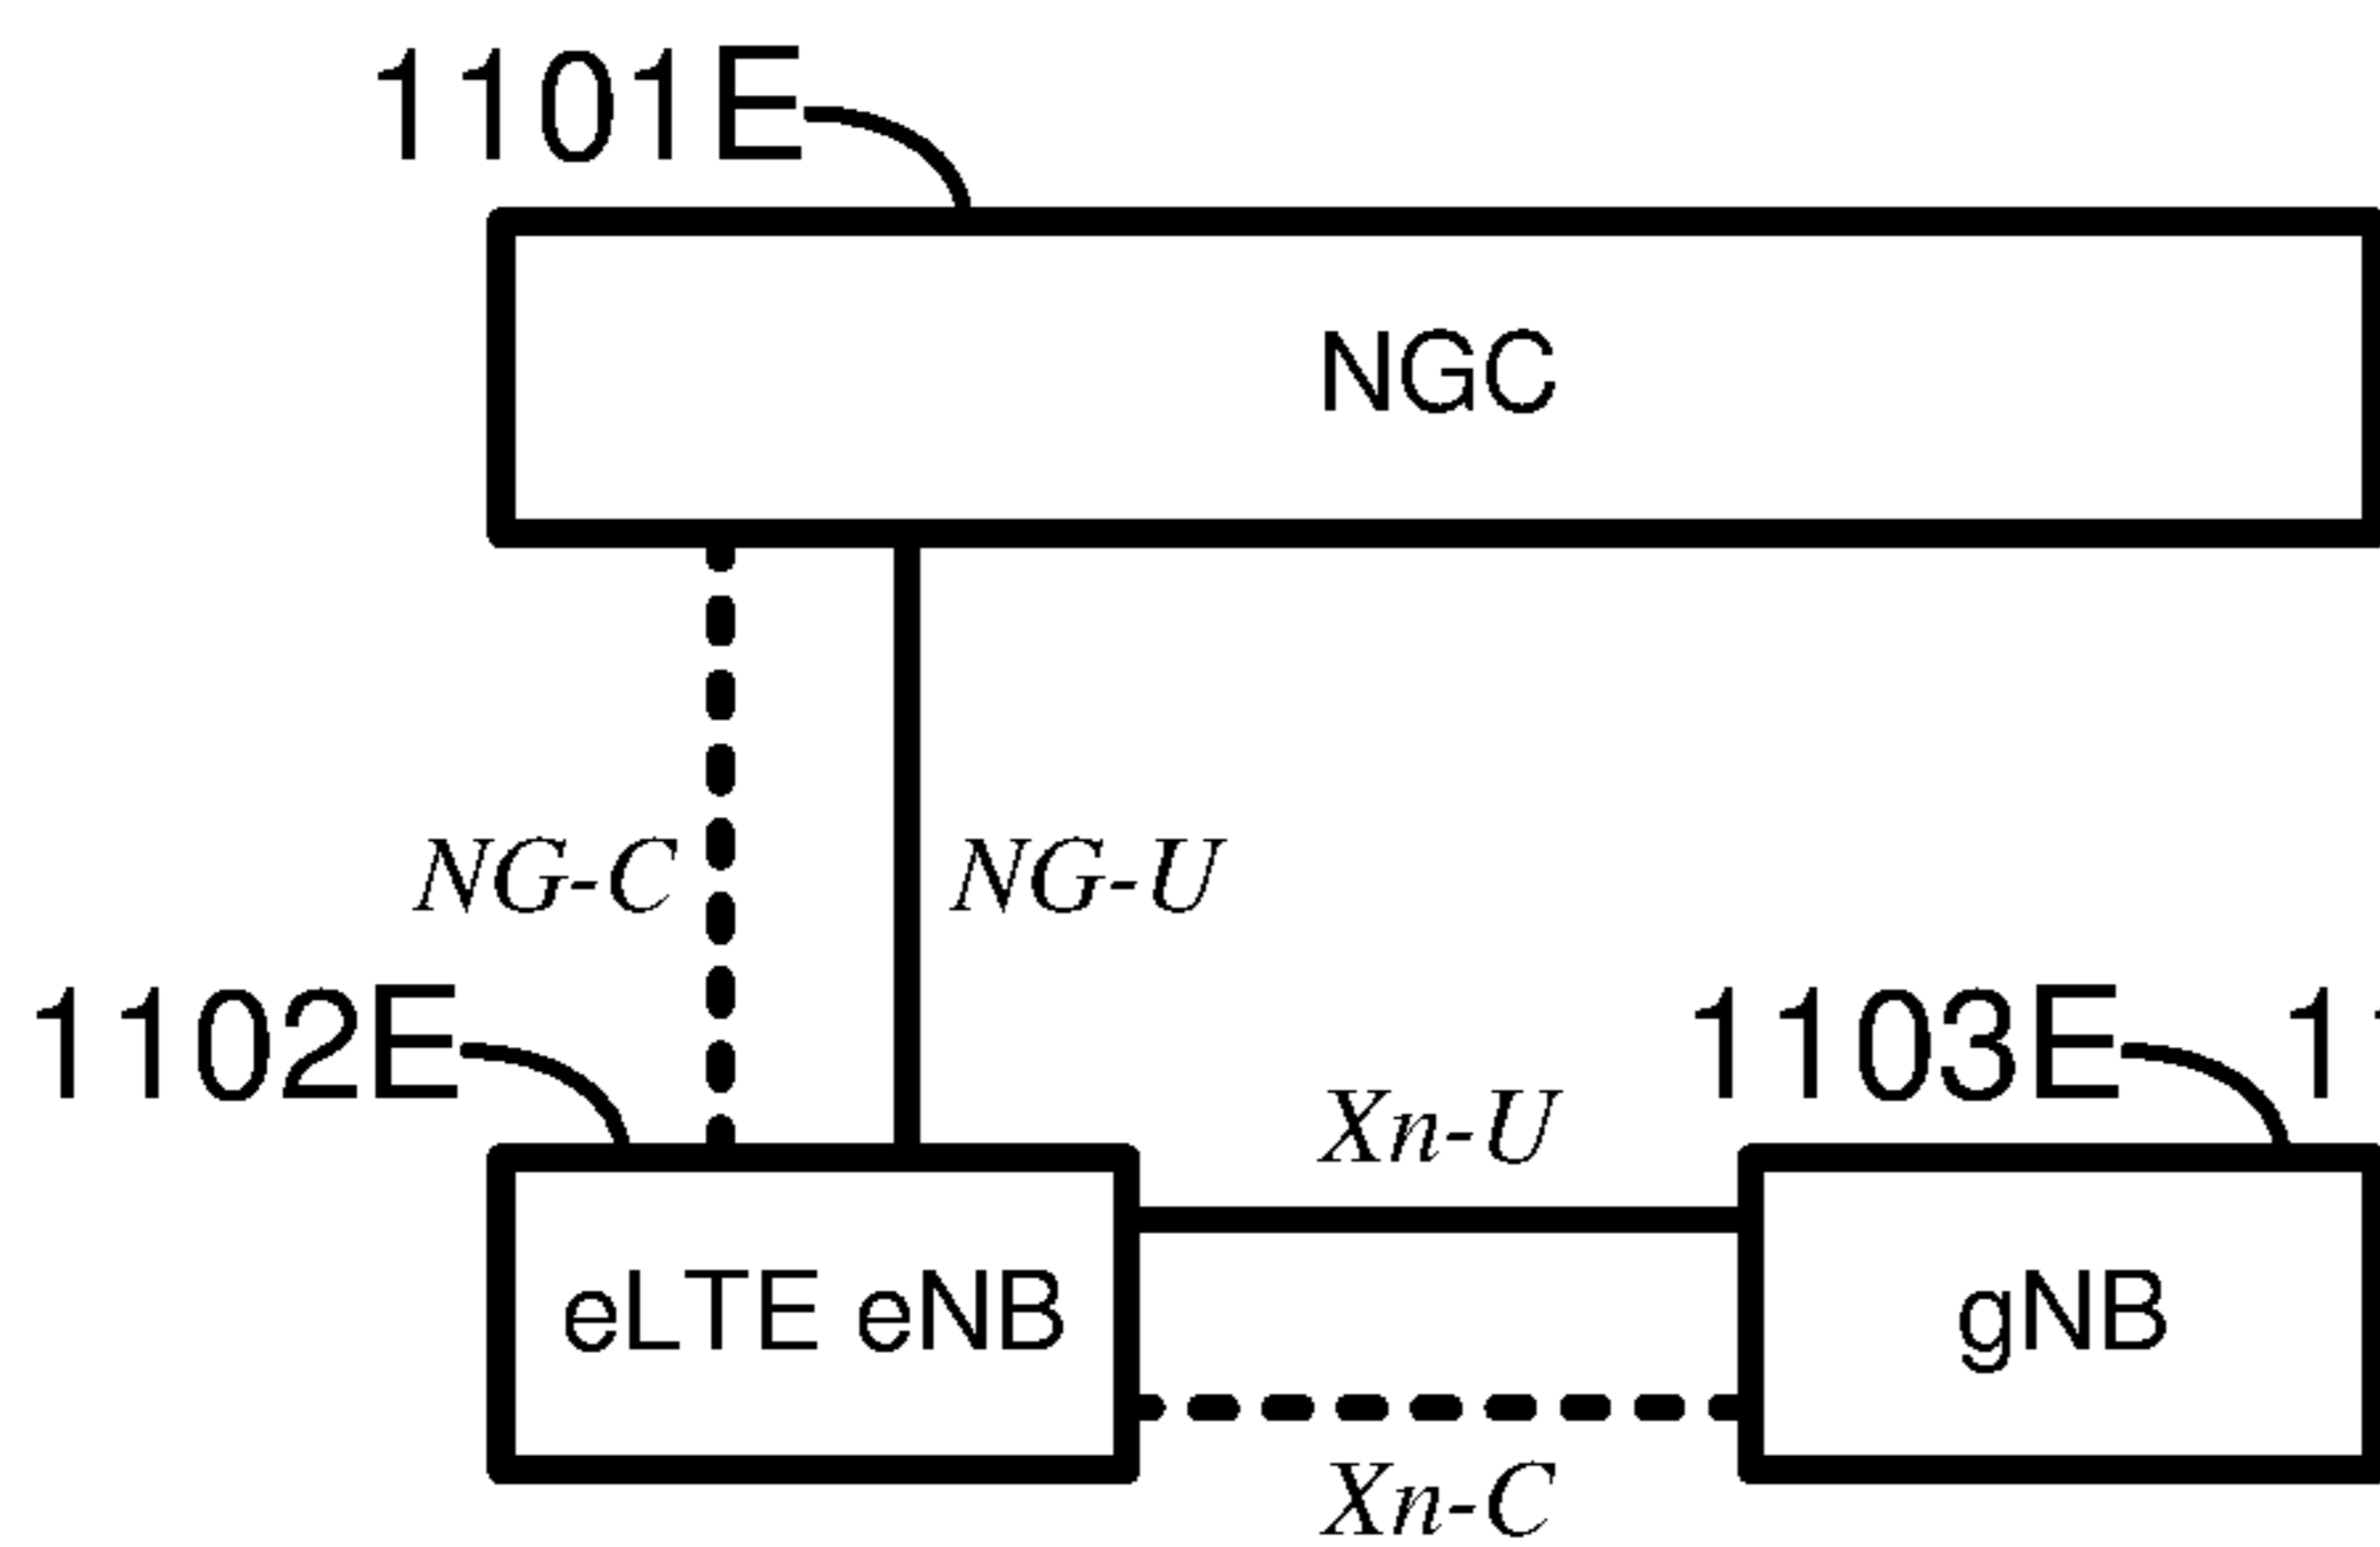 1101E
NGC
NG-C
NG-U
1102E
1103E
Xn-U
eLTE eNB
gNB
Xn-C